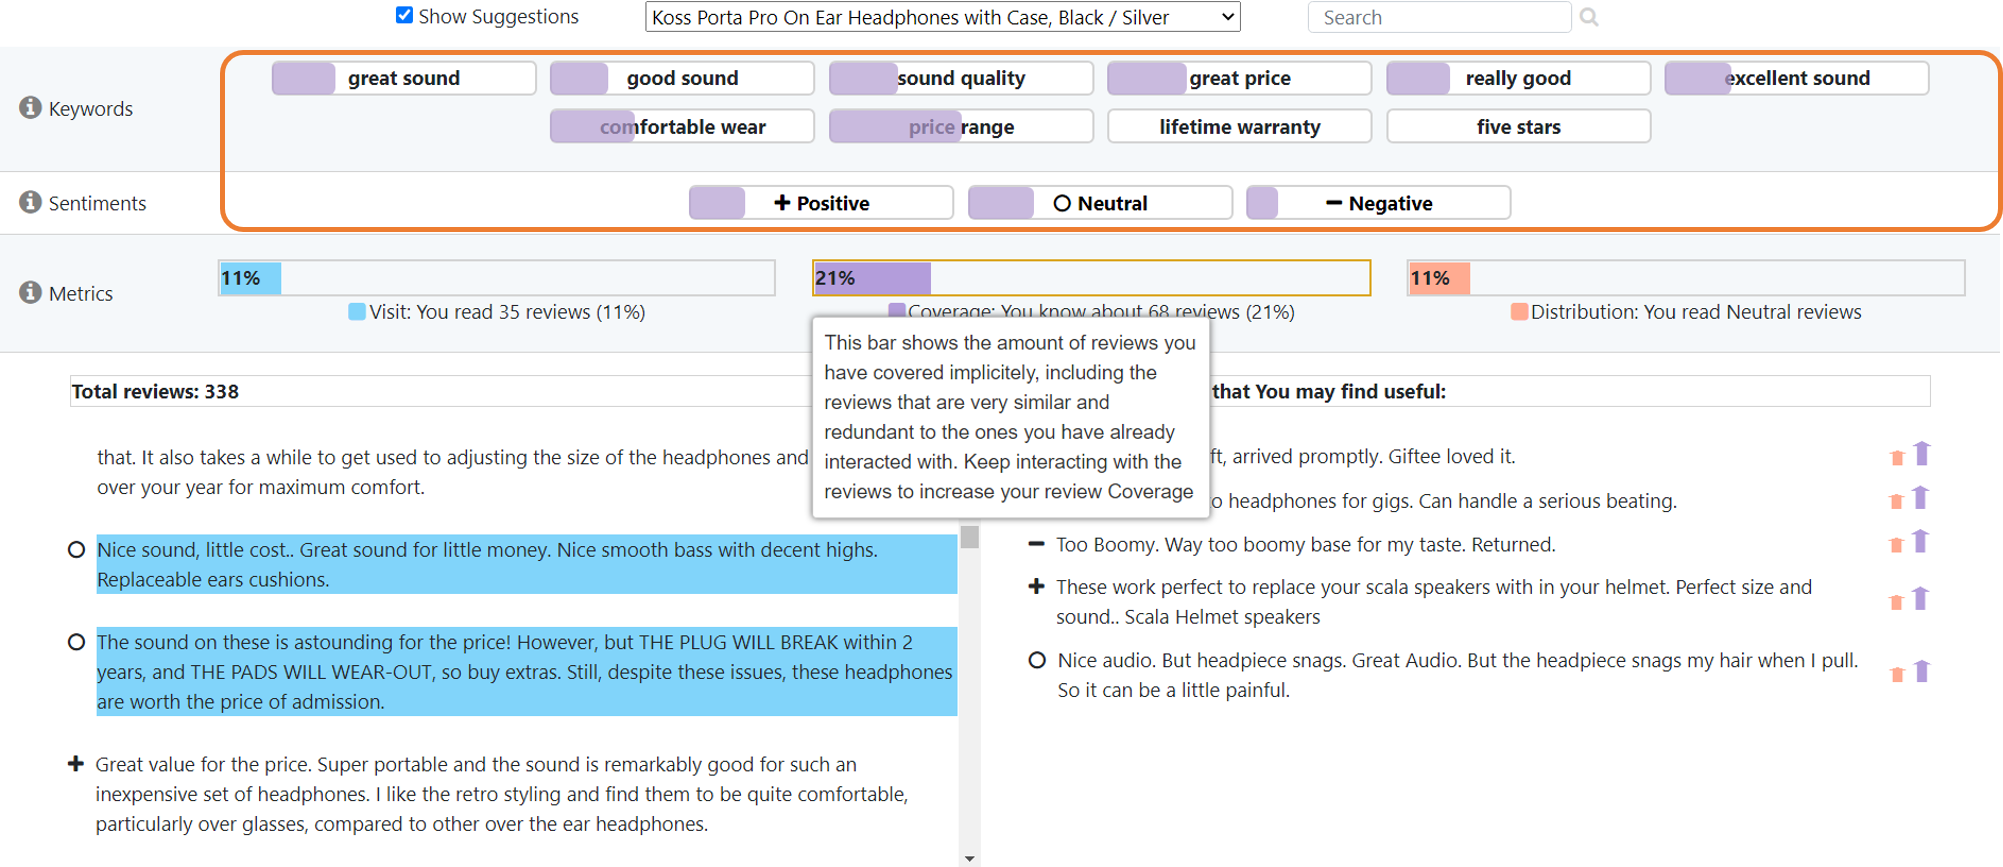 Show Suggestions
Koss Porta Pro On Ear Headphones with Case, Black / Silver
Search
Keywords
great sound
good sound
sound quality
great price
really good
excellent sound
comfortable wear
price range
lifetime warranty
five stars
Sentiments
Positive
Neutral
Negative
Metrics
11%
21%
11%
Visit: You read 35 reviews (11%)
Coverage: You know about 68 reviews (21%)
Distribution: You read Neutral reviews
This bar shows the amount of reviews you
have covered implicitely, including the
reviews that are very similar and
redundant to the ones you have already
interacted with. Keep interacting with the
reviews to increase your review Coverage
Total reviews: 338
that. It also takes a while to get used to adjusting the size of the headphones and
over your year for maximum comfort.
Nice sound, little cost.. Great sound for little money. Nice smooth bass with decent highs.
Replaceable ears cushions.
The sound on these is astounding for the price! However, but THE PLUG WILL BREAK within 2
years, and THE PADS WILL WEAR-OUT, so buy extras. Still, despite these issues, these headphones
are worth the price of admission.
Great value for the price. Super portable and the sound is remarkably good for such an
inexpensive set of headphones. I like the retro styling and find them to be quite comfortable,
particularly over glasses, compared to other over the ear headphones.
that You may find useful:
arrived promptly. Giftee loved it.
headphones for gigs. Can handle a serious beating.
Too Boomy. Way too boomy base for my taste. Returned.
These work perfect to replace your scala speakers with in your helmet. Perfect size and
sound.. Scala Helmet speakers
Nice audio. But headpiece snags. Great Audio. But the headpiece snags my hair when I pull.
So it can be a little painful.